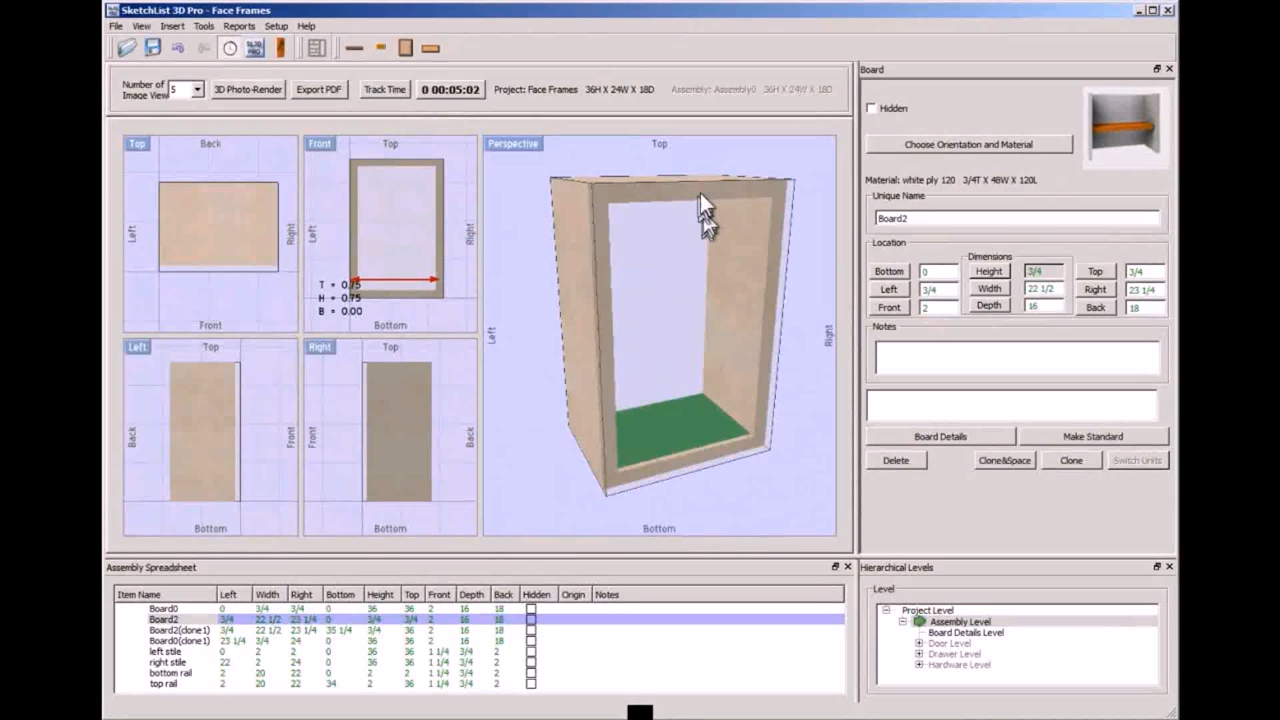 SketchList 3D Pro - Face Frames
File View Insert Tools Reports Setup Help
Number of Image View 5 3D Photo-Render Export PDF Track Time 0 00:05:02 Project: Face Frames 36H X 24W X 18D Assembly: Assembly0 36H X 24W X 18D
Top Back Left Right Front
Front Top Left Right Bottom
T = 0.75
H = 0.75
B = 0.00
Left Top Back Front Bottom
Right Top Front Back Bottom
Perspective Top Left Right Bottom
Board
Hidden
Choose Orientation and Material
Material: white ply 120 3/4T X 48W X 120L
Unique Name
Board2
Location
Dimensions
Bottom 0 Height 3/4 Top 3/4
Left 3/4 Width 22 1/2 Right 23 1/4
Front 2 Depth 16 Back 18
Notes
Board Details Make Standard
Delete Clone&Space Clone Switch Units
Assembly Spreadsheet
Item Name Left Width Right Bottom Height Top Front Depth Back Hidden Origin Notes
Board0 0 3/4 3/4 0 36 36 2 16 18
Board2 3/4 22 1/2 23 1/4 0 3/4 3/4 2 16 18
Board2(clone1) 3/4 22 1/2 23 1/4 35 1/4 3/4 36 2 16 18
Board0(clone1) 23 1/4 3/4 24 0 36 36 2 16 18
left stile 0 2 2 0 36 36 1 1/4 3/4 2
right stile 22 2 24 0 36 36 1 1/4 3/4 2
bottom rail 2 20 22 0 2 2 1 1/4 3/4 2
top rail 2 20 22 34 2 36 1 1/4 3/4 2
Hierarchical Levels
Level
Project Level
Assembly Level
Board Details Level
Door Level
Drawer Level
Hardware Level